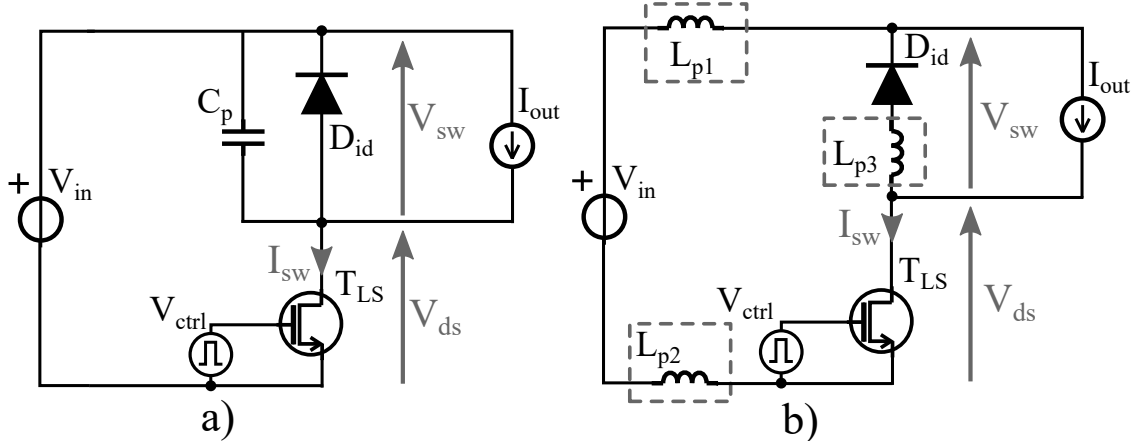 C_p
D_id
V_sw
I_out
+
V_in
I_sw
T_LS
V_ctrl
V_ds
a)
L_p1
D_id
V_sw
I_out
L_p3
+
V_in
I_sw
T_LS
V_ctrl
V_ds
L_p2
b)